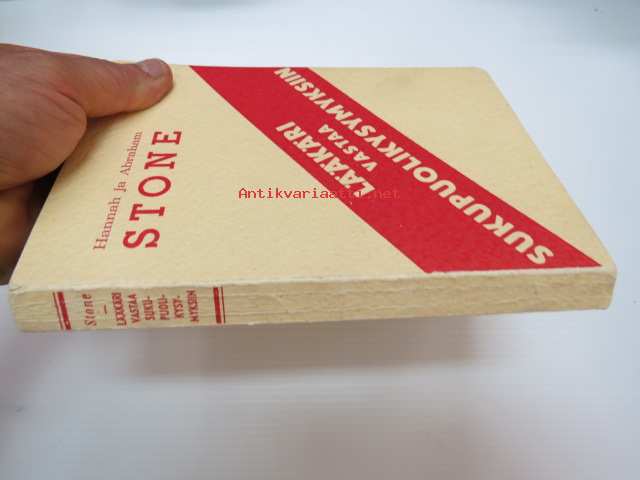 Hannah ja Abraham
STONE
LÄÄKÄRI
VASTAA
SUKUPUOLIKYSYMYKSIIN
Antikvariaatti.net
Stone
LÄÄKÄRI
VASTAA
SUKU-
PUOLI-
KYSY-
MYKSIIN